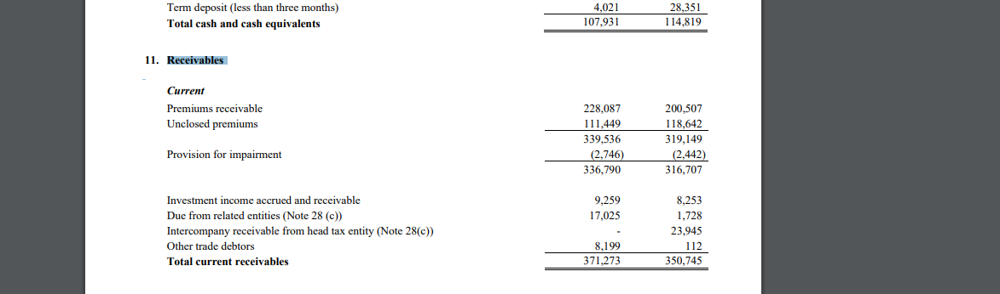 Term deposit (less than three months) 4,021 28,351
Total cash and cash equivalents 107,931 114,819
11. Receivables
Current
Premiums receivable 228,087 200,507
Unclosed premiums 111,449 118,642
339,536 319,149
Provision for impairment (2,746) (2,442)
336,790 316,707
Investment income accrued and receivable 9,259 8,253
Due from related entities (Note 28 (c)) 17,025 1,728
Intercompany receivable from head tax entity (Note 28(c)) - 23,945
Other trade debtors 8,199 112
Total current receivables 371,273 350,745